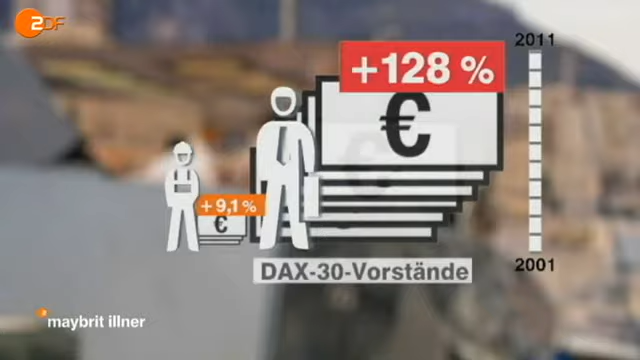 ZDF
2011
+128 %
€
+9,1%
€
DAX-30-Vorstände
2001
maybrit illner